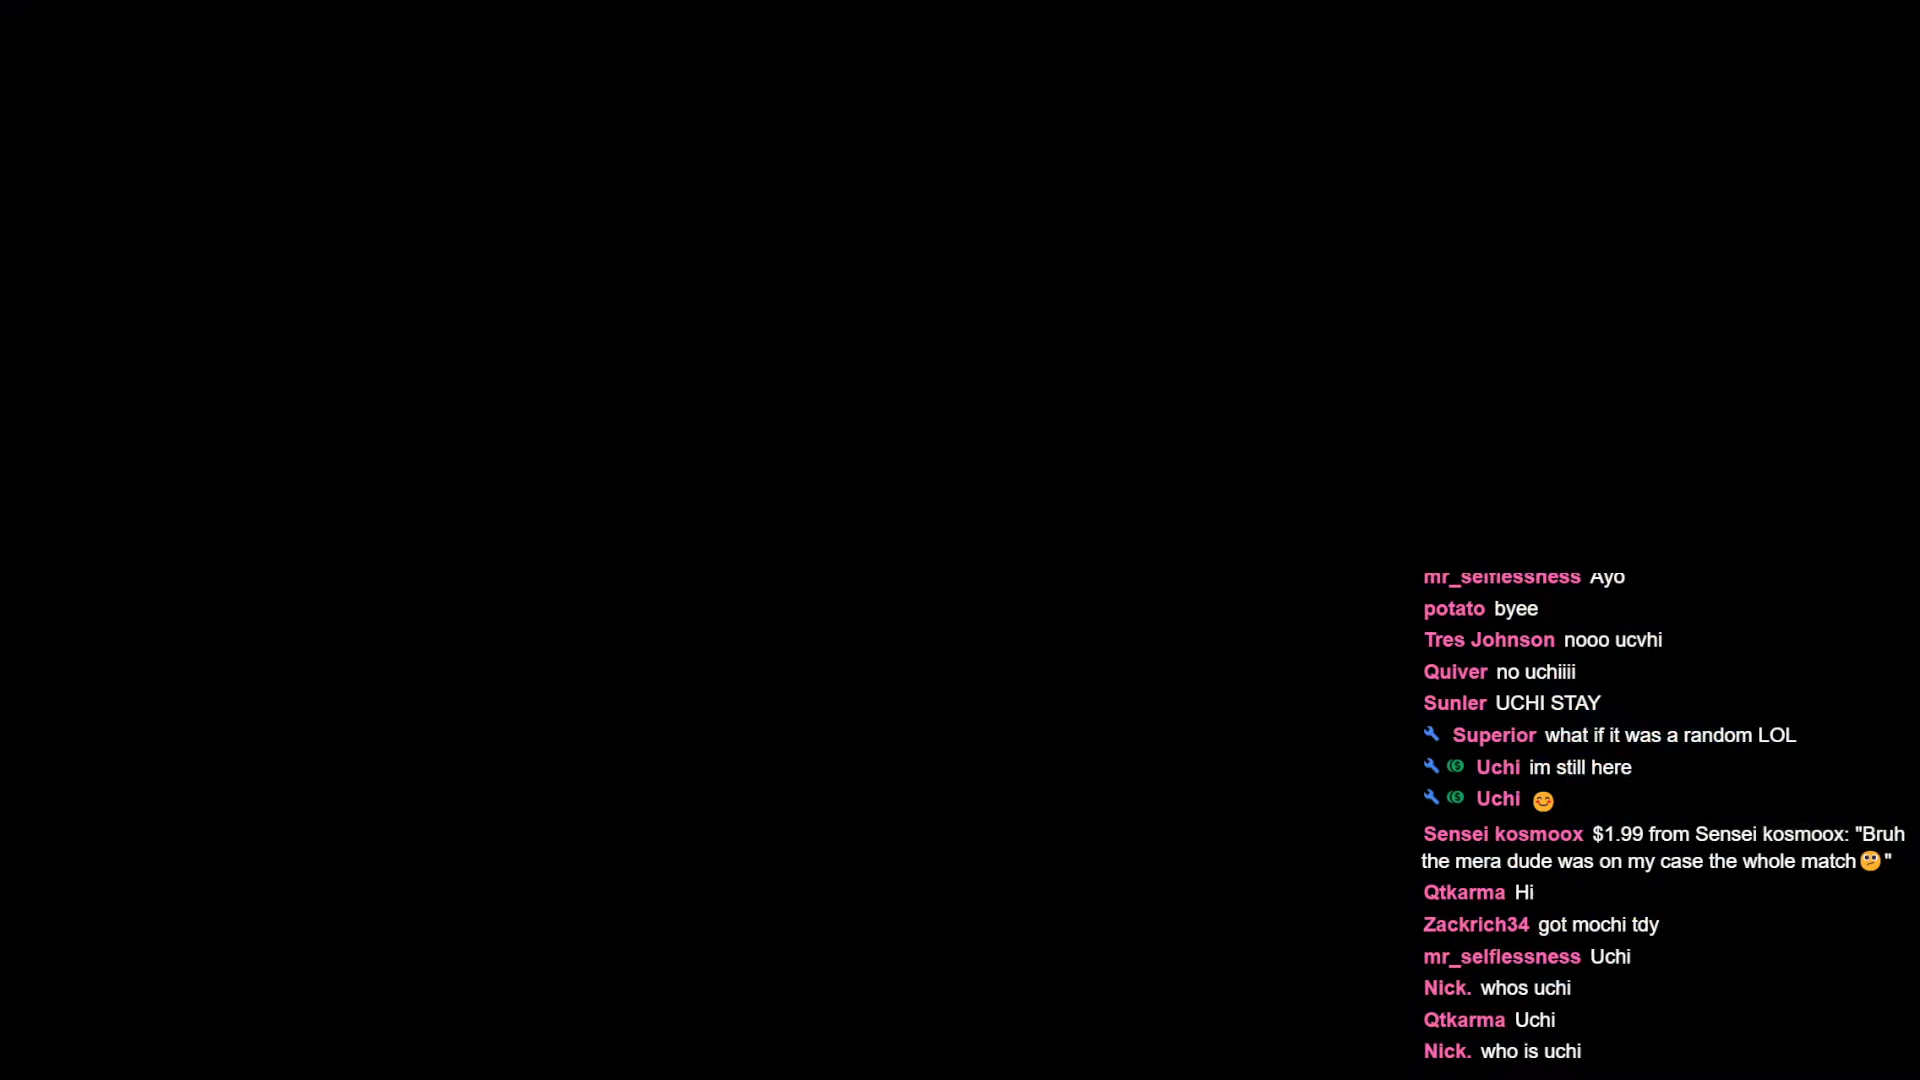 mr_selflessness Ayo
potato byee
Tres Johnson nooo ucvhi
Quiver no uchiiii
Sunler UCHI STAY
Superior what if it was a random LOL
Uchi im still here
Uchi 😊
Sensei kosmoox $1.99 from Sensei kosmoox: "Bruh
the mera dude was on my case the whole match🫤"
Qtkarma Hi
Zackrich34 got mochi tdy
mr_selflessness Uchi
Nick. whos uchi
Qtkarma Uchi
Nick. who is uchi